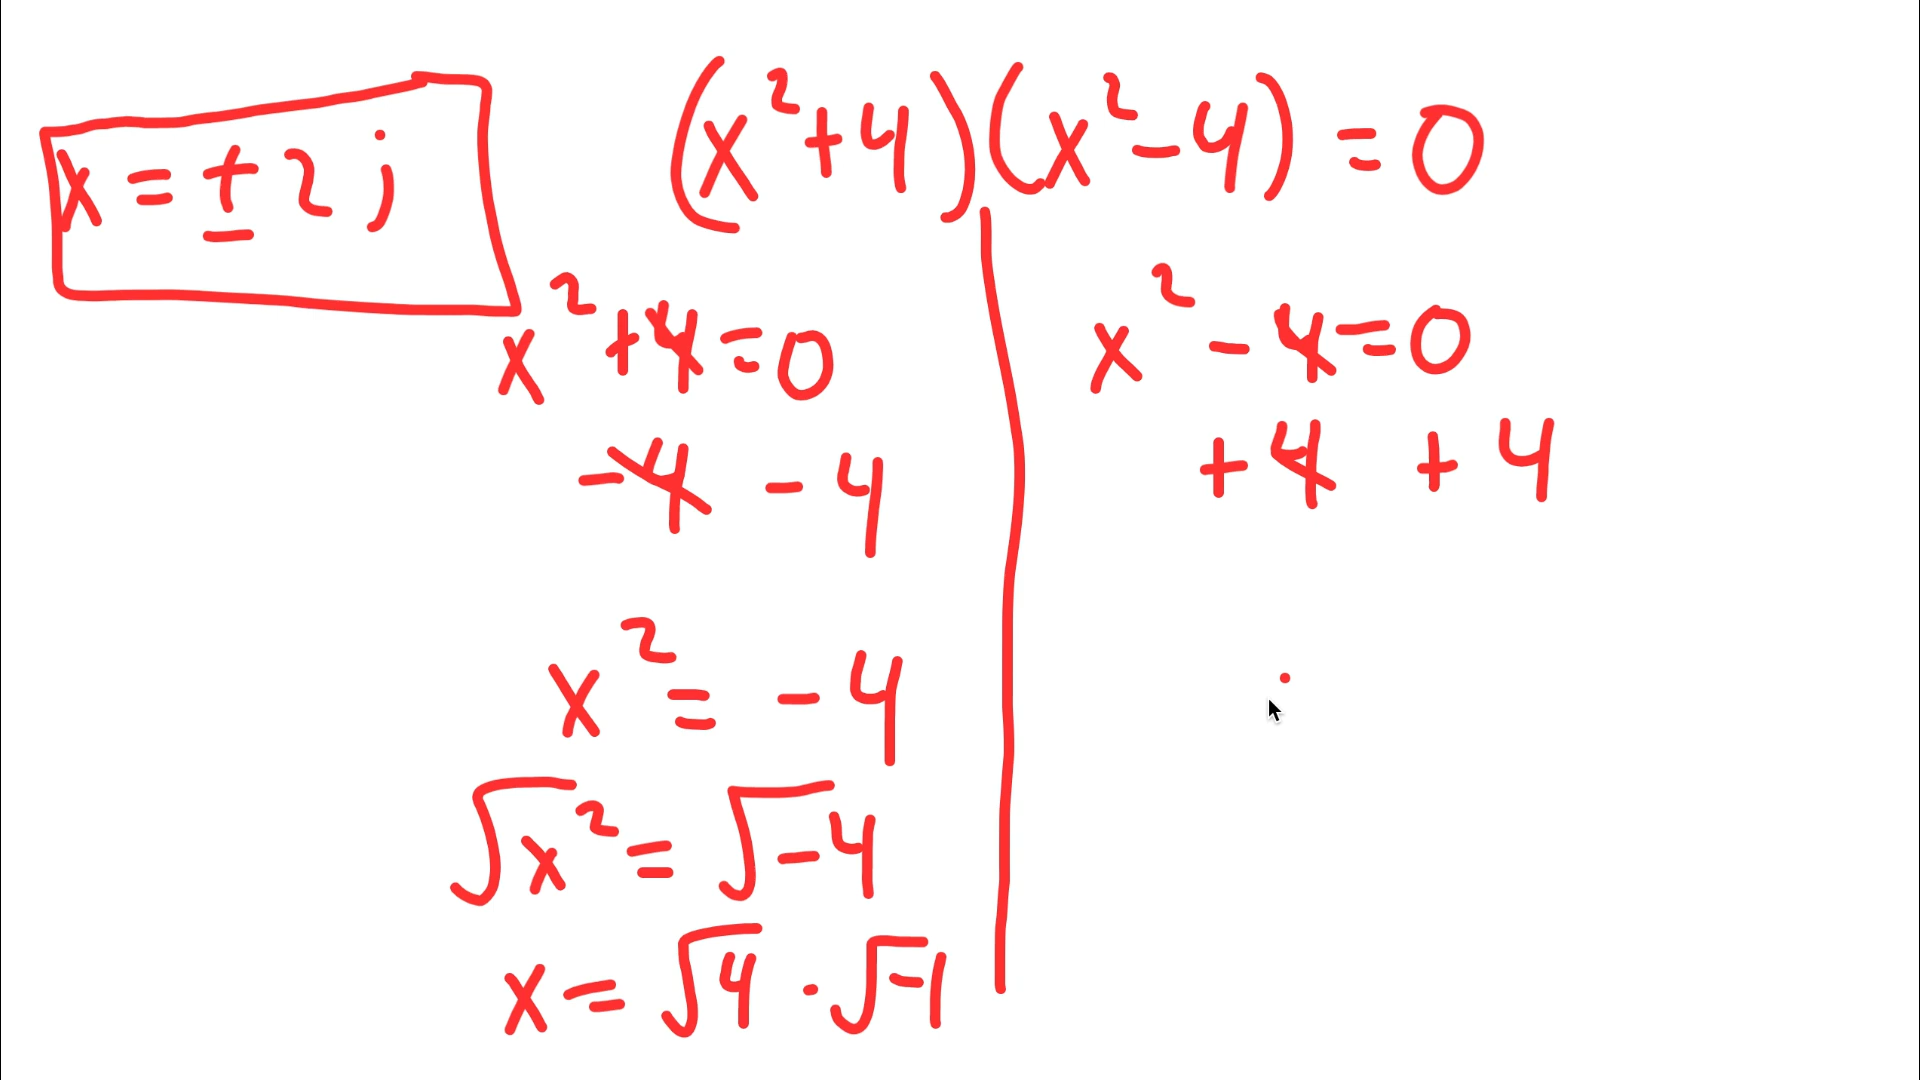 (x²+4)(x²-4)=0
x=±2i
x²+4=0
-4 -4
x²=-4
√x²=√-4
x=√4·√-1
x²-4=0
+4 +4